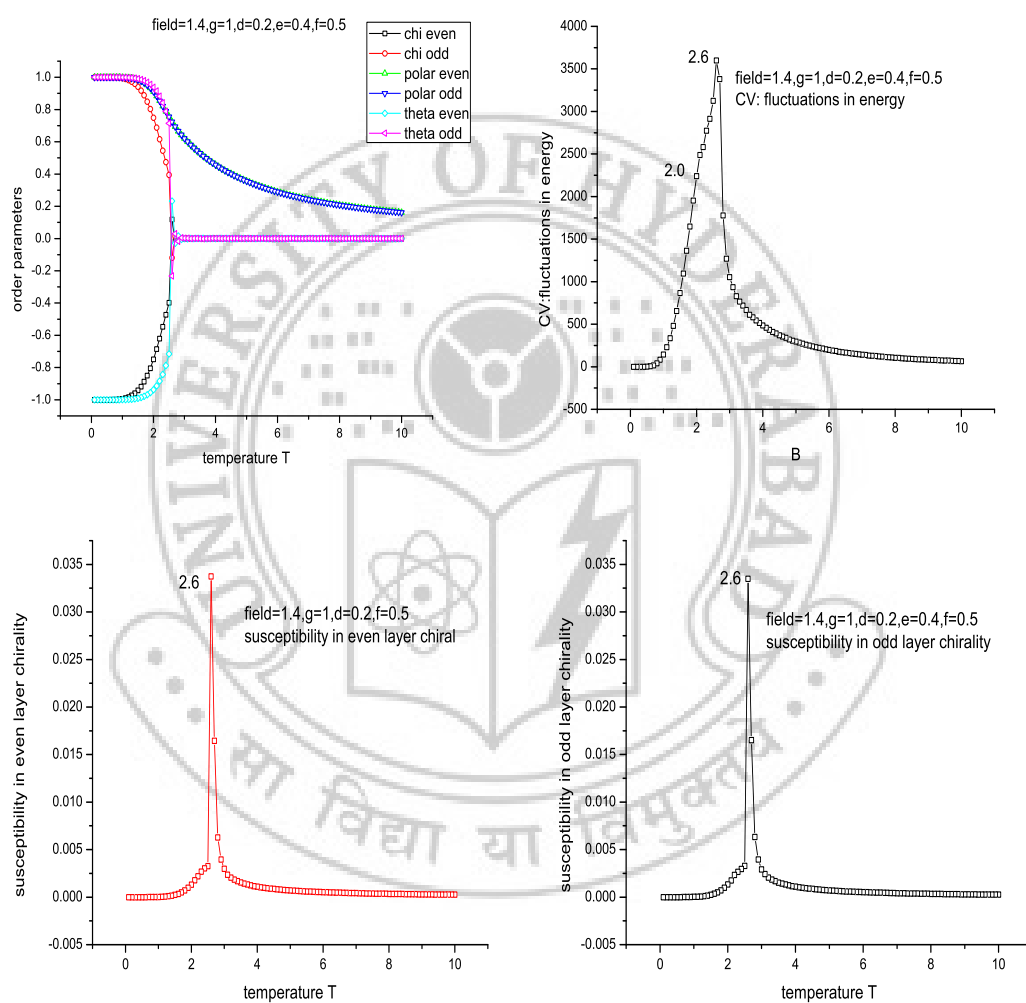 field=1.4,g=1,d=0.2,e=0.4,f=0.5
chi even
chi odd
polar even
polar odd
theta even
theta odd
1.0
0.8
0.6
0.4
0.2
0.0
-0.2
-0.4
-0.6
-0.8
-1.0
order parameters
0
2
4
6
8
10
temperature T
4000
3500
3000
2500
2000
1500
1000
500
0
-500
CV:fluctuations in energy
2.6
2.0
field=1.4,g=1,d=0.2,e=0.4,f=0.5
CV: fluctuations in energy
0
2
4
6
8
10
B
UNIVERSITY OF HYDERABAD
सा विद्या या विमुक्तये
0.035
0.030
0.025
0.020
0.015
0.010
0.005
0.000
-0.005
susceptibility in even layer chirality
2.6
field=1.4,g=1,d=0.2,f=0.5
susceptibility in even layer chiral
0
2
4
6
8
10
temperature T
0.035
0.030
0.025
0.020
0.015
0.010
0.005
0.000
-0.005
susceptibility in odd layer chirality
2.6
field=1.4,g=1,d=0.2,e=0.4,f=0.5
susceptibility in odd layer chirality
0
2
4
6
8
10
temperature T